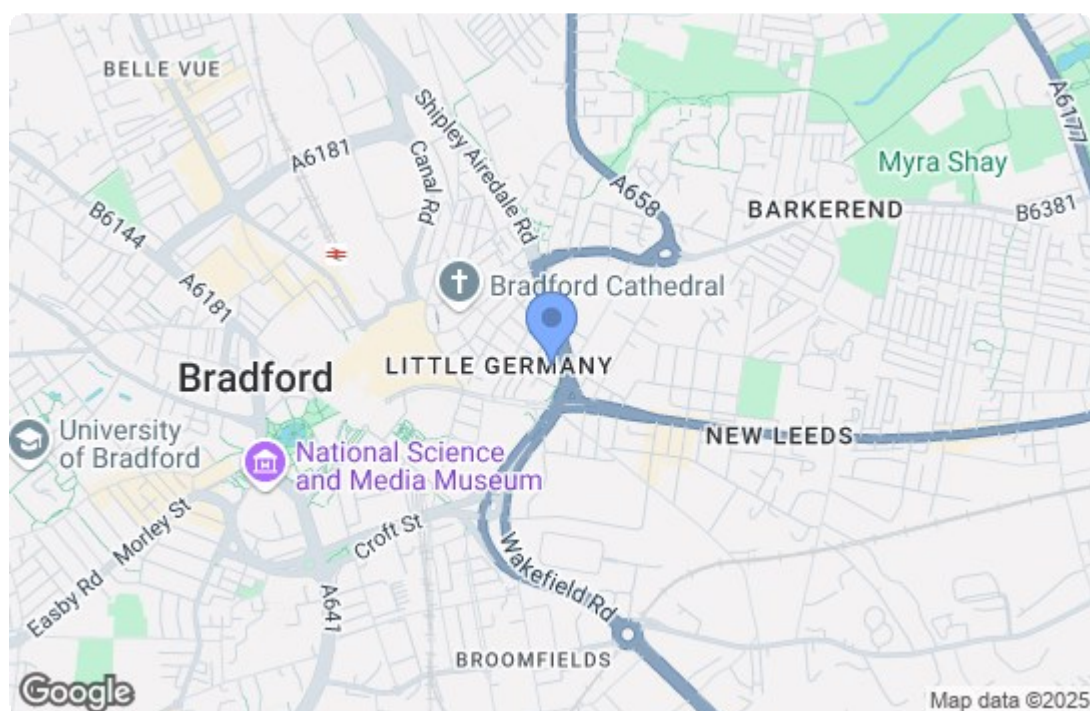 BELLE VUE
A6181
Canal Rd
Shipley Airedale Rd
A658
A6177
Myra Shay
BARKEREND
B6381
B6144
A6181
Bradford Cathedral
LITTLE GERMANY
Bradford
University
of Bradford
National Science
and Media Museum
NEW LEEDS
Morley St
Croft St
Easby Rd
A641
Wakefield Rd
BROOMFIELDS
Google
Map data ©2025